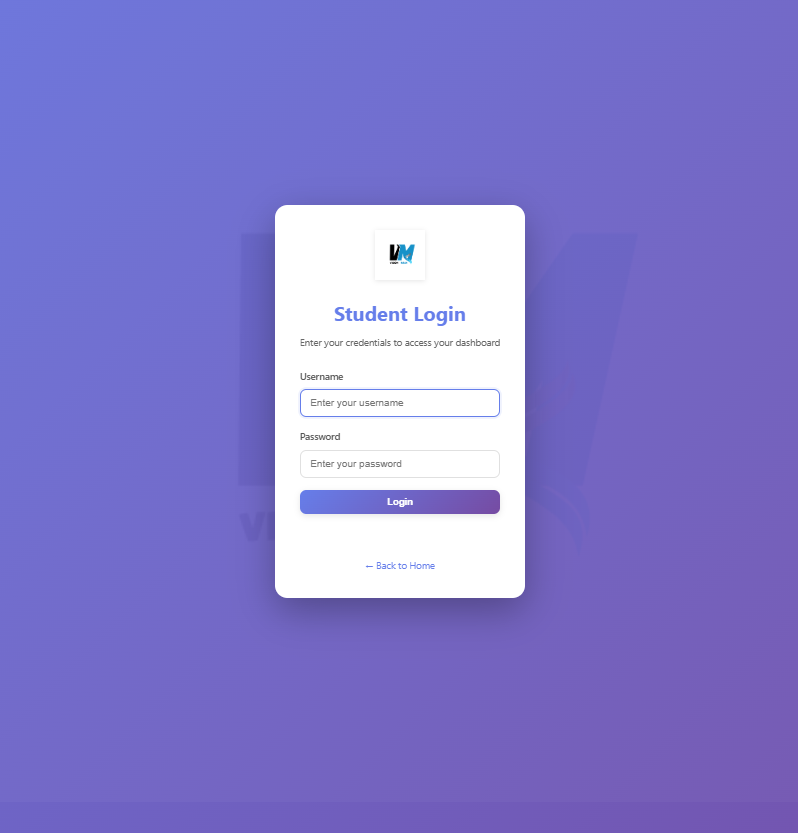 Student Login
Enter your credentials to access your dashboard
Username
Enter your username
Password
Enter your password
Login
← Back to Home